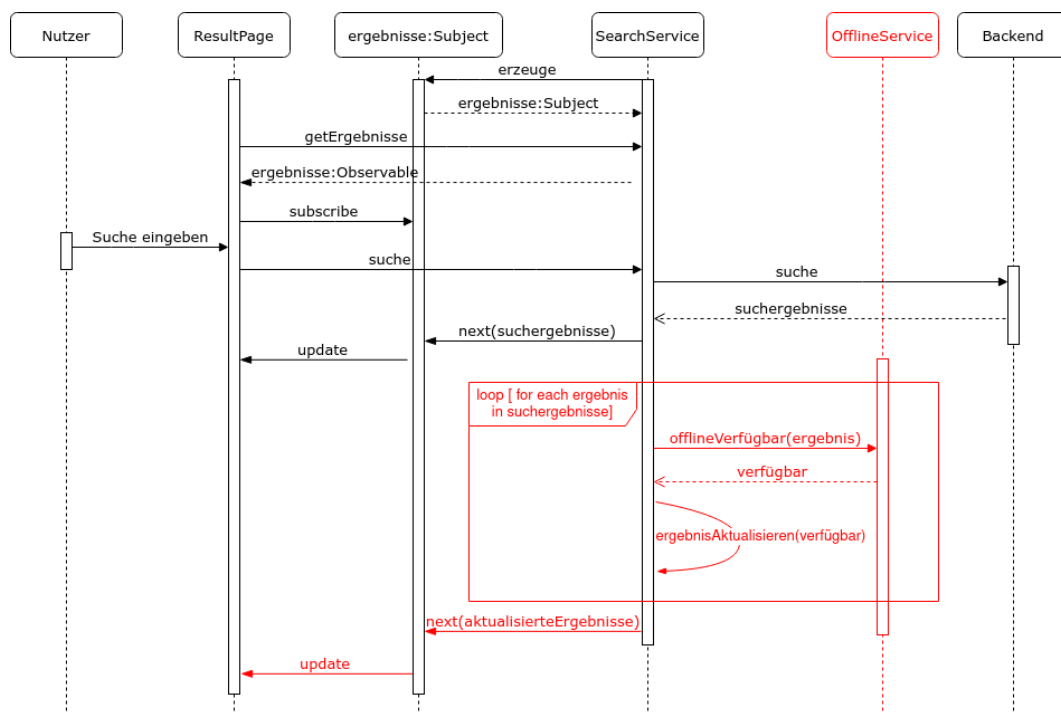 Nutzer
ResultPage
ergebnisse:Subject
SearchService
OfflineService
Backend
erzeuge
ergebnisse:Subject
getErgebnisse
ergebnisse:Observable
subscribe
Suche eingeben
suche
suche
suchergebnisse
next(suchergebnisse)
update
loop [ for each ergebnis
in suchergebnisse]
offlineVerfügbar(ergebnis)
verfügbar
ergebnisAktualisieren(verfügbar)
next(aktualisierteErgebnisse)
update